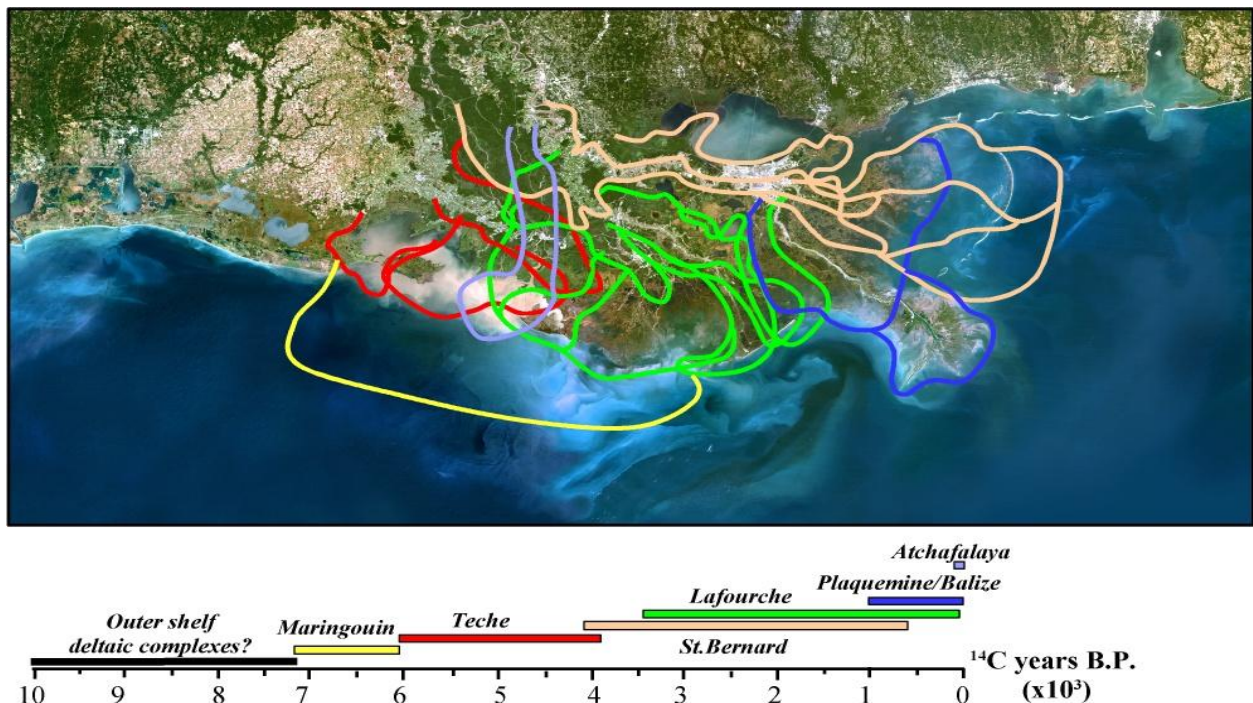 Atchafalaya
Plaquemine/Balize
Lafourche
Outer shelf
deltaic complexes?
Maringouin
Teche
St.Bernard
¹⁴C years B.P.
(x10³)
10 9 8 7 6 5 4 3 2 1 0